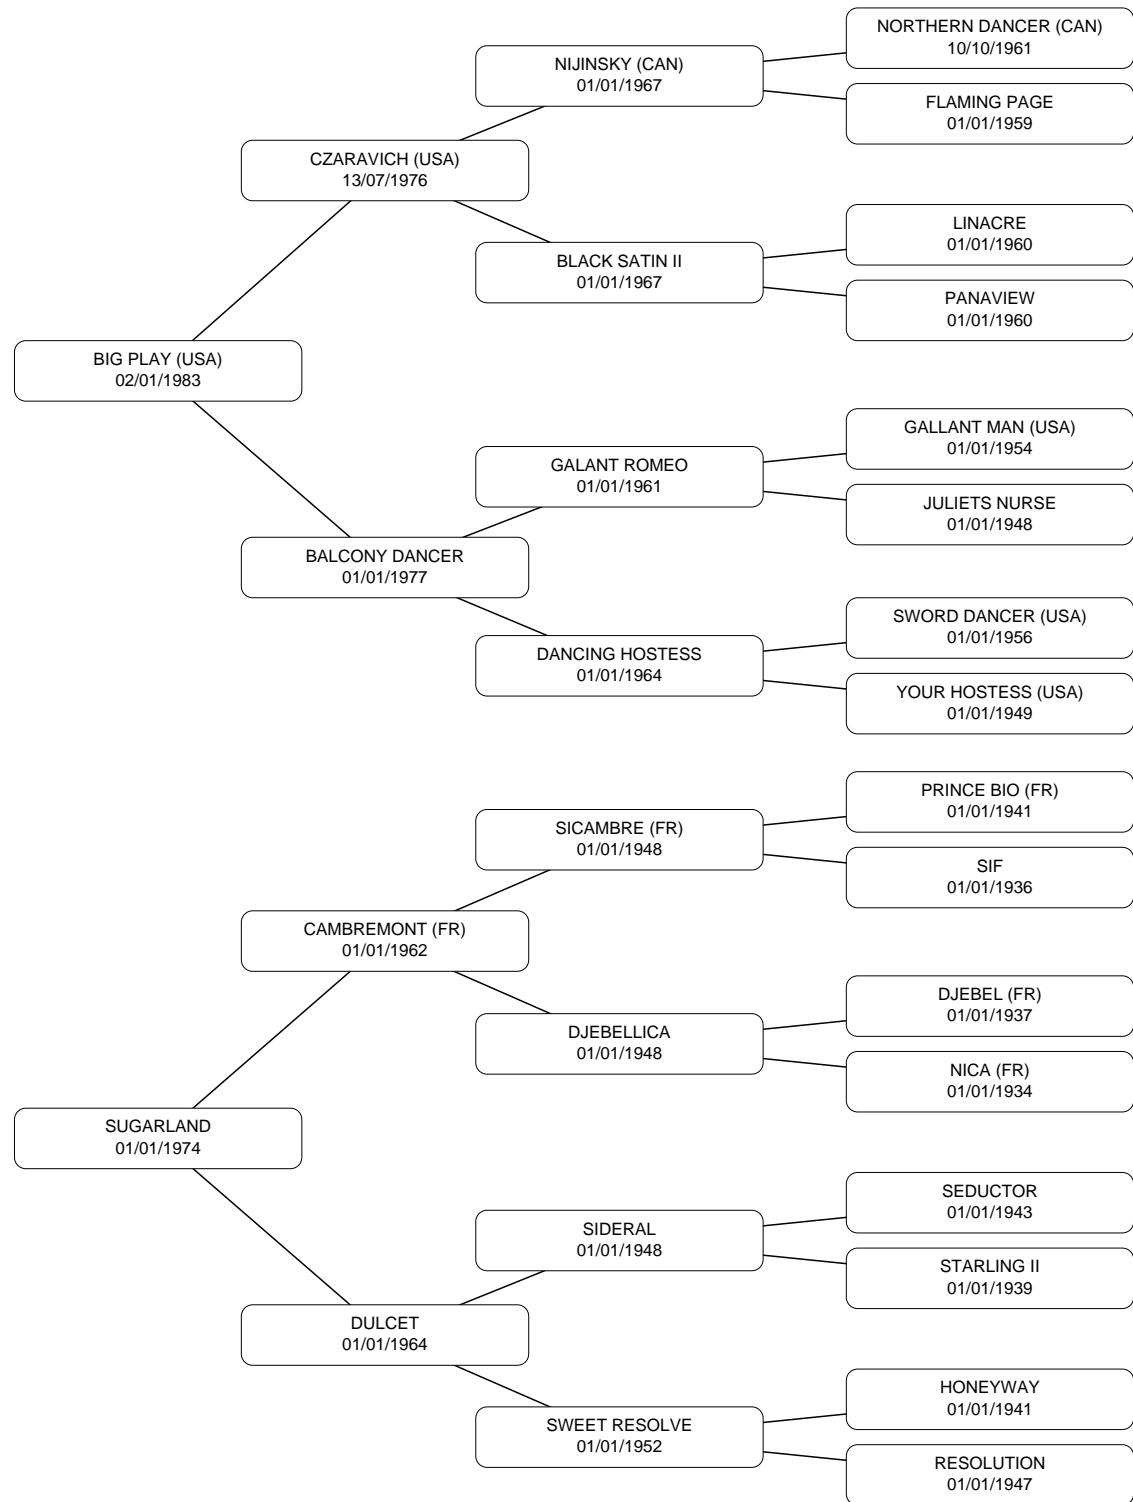 NORTHERN DANCER (CAN)
10/10/1961
NIJINSKY (CAN)
01/01/1967
FLAMING PAGE
01/01/1959
CZARAVICH (USA)
13/07/1976
LINACRE
01/01/1960
BLACK SATIN II
01/01/1967
PANAVIEW
01/01/1960
BIG PLAY (USA)
02/01/1983
GALLANT MAN (USA)
01/01/1954
GALANT ROMEO
01/01/1961
JULIETS NURSE
01/01/1948
BALCONY DANCER
01/01/1977
SWORD DANCER (USA)
01/01/1956
DANCING HOSTESS
01/01/1964
YOUR HOSTESS (USA)
01/01/1949
PRINCE BIO (FR)
01/01/1941
SICAMBRE (FR)
01/01/1948
SIF
01/01/1936
CAMBREMONT (FR)
01/01/1962
DJEBEL (FR)
01/01/1937
DJEBELLICA
01/01/1948
NICA (FR)
01/01/1934
SUGARLAND
01/01/1974
SEDUCTOR
01/01/1943
SIDERAL
01/01/1948
STARLING II
01/01/1939
DULCET
01/01/1964
HONEYWAY
01/01/1941
SWEET RESOLVE
01/01/1952
RESOLUTION
01/01/1947